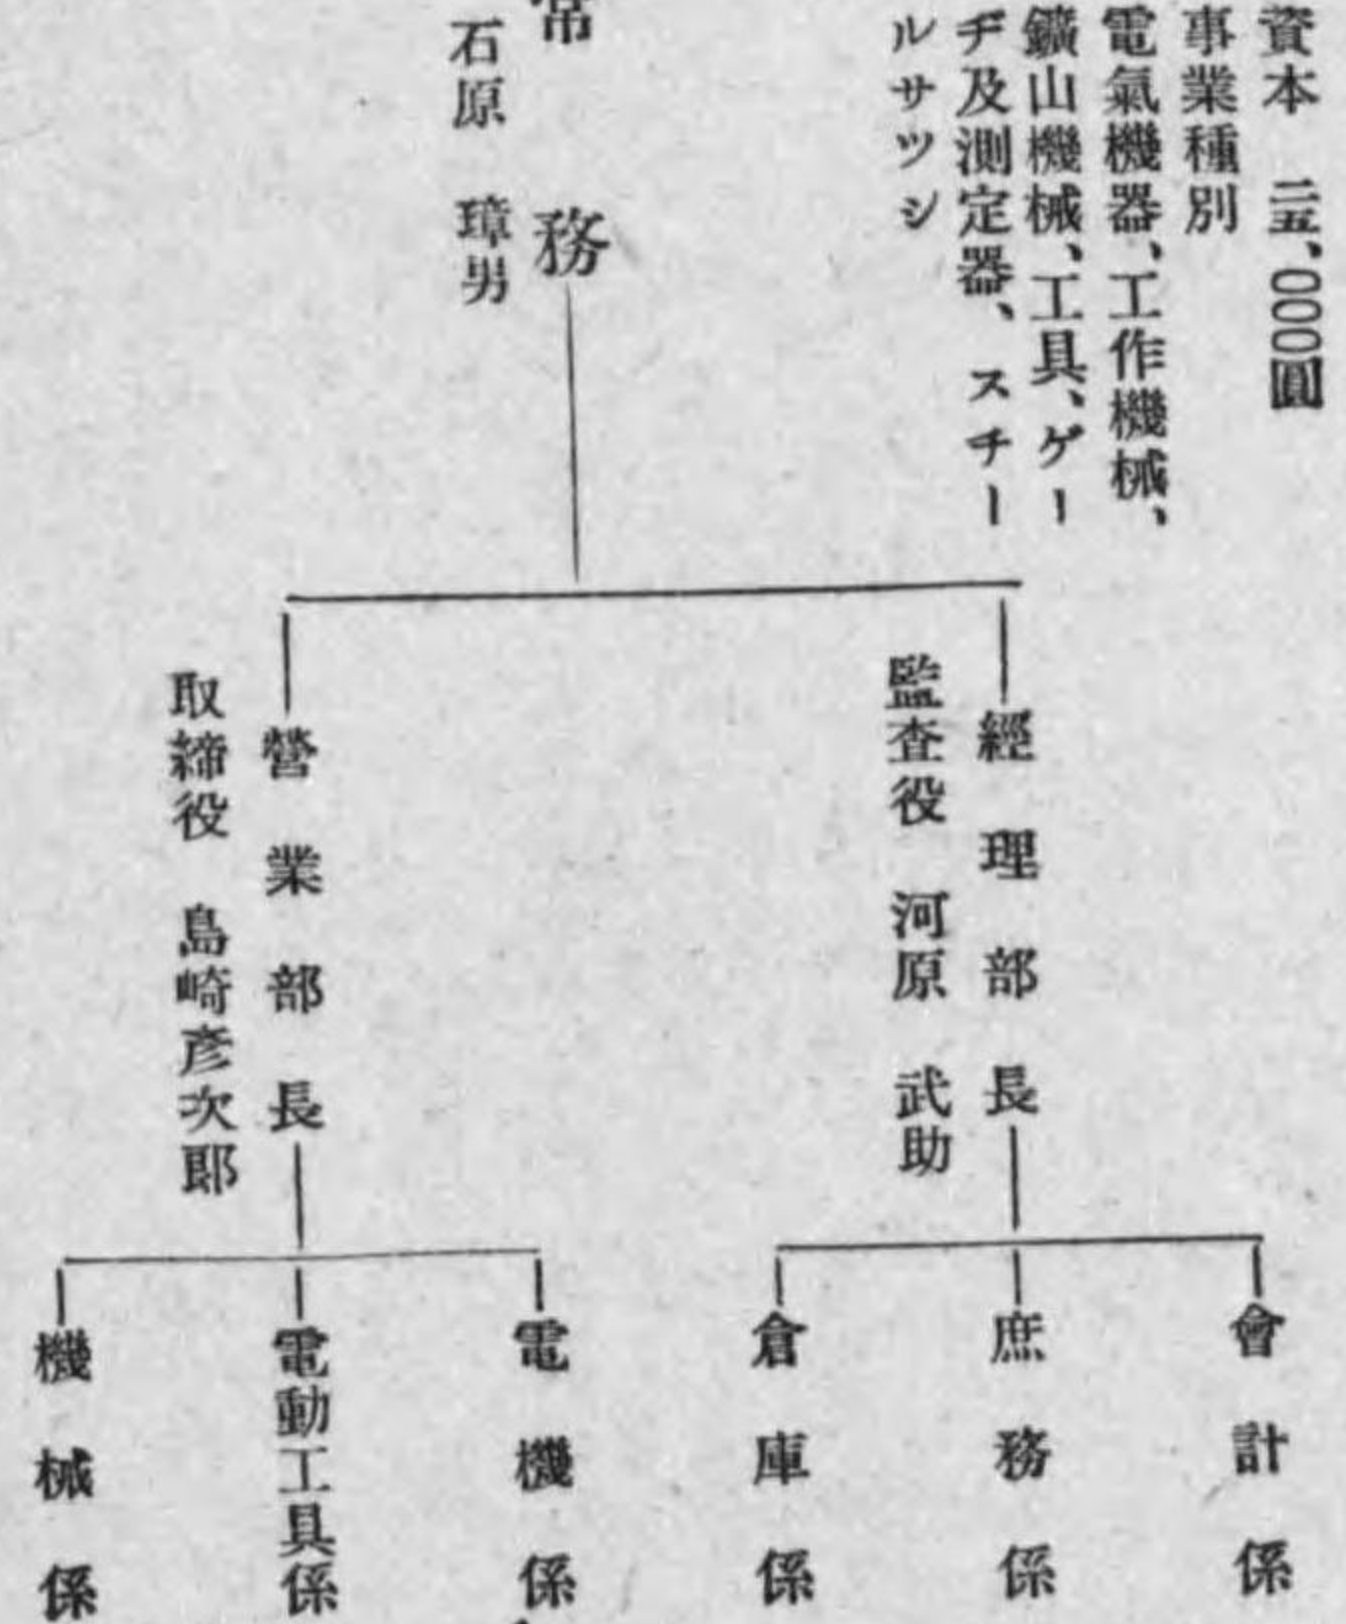 資本 二五、〇〇〇圓
事業種別
電氣機器、工作機械、
鑛山機械、工具、ゲー
ヂ及測定器、スチー
ルサツシ
常務
石原 璋男
經理部長
監査役 河原 武助
會計係
庶務係
倉庫係
營業部長
取締役 島崎彦次郎
電機係
電動工具係
機械係